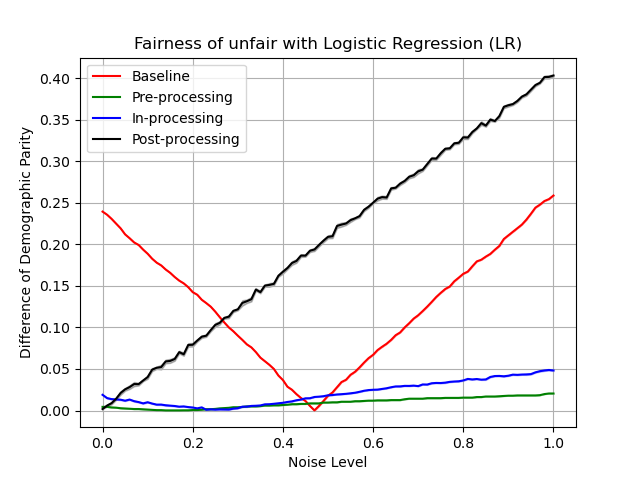 Fairness of unfair with Logistic Regression (LR)
Baseline
Pre-processing
In-processing
Post-processing
Difference of Demographic Parity
0.40
0.35
0.30
0.25
0.20
0.15
0.10
0.05
0.00
0.0 0.2 0.4 0.6 0.8 1.0
Noise Level